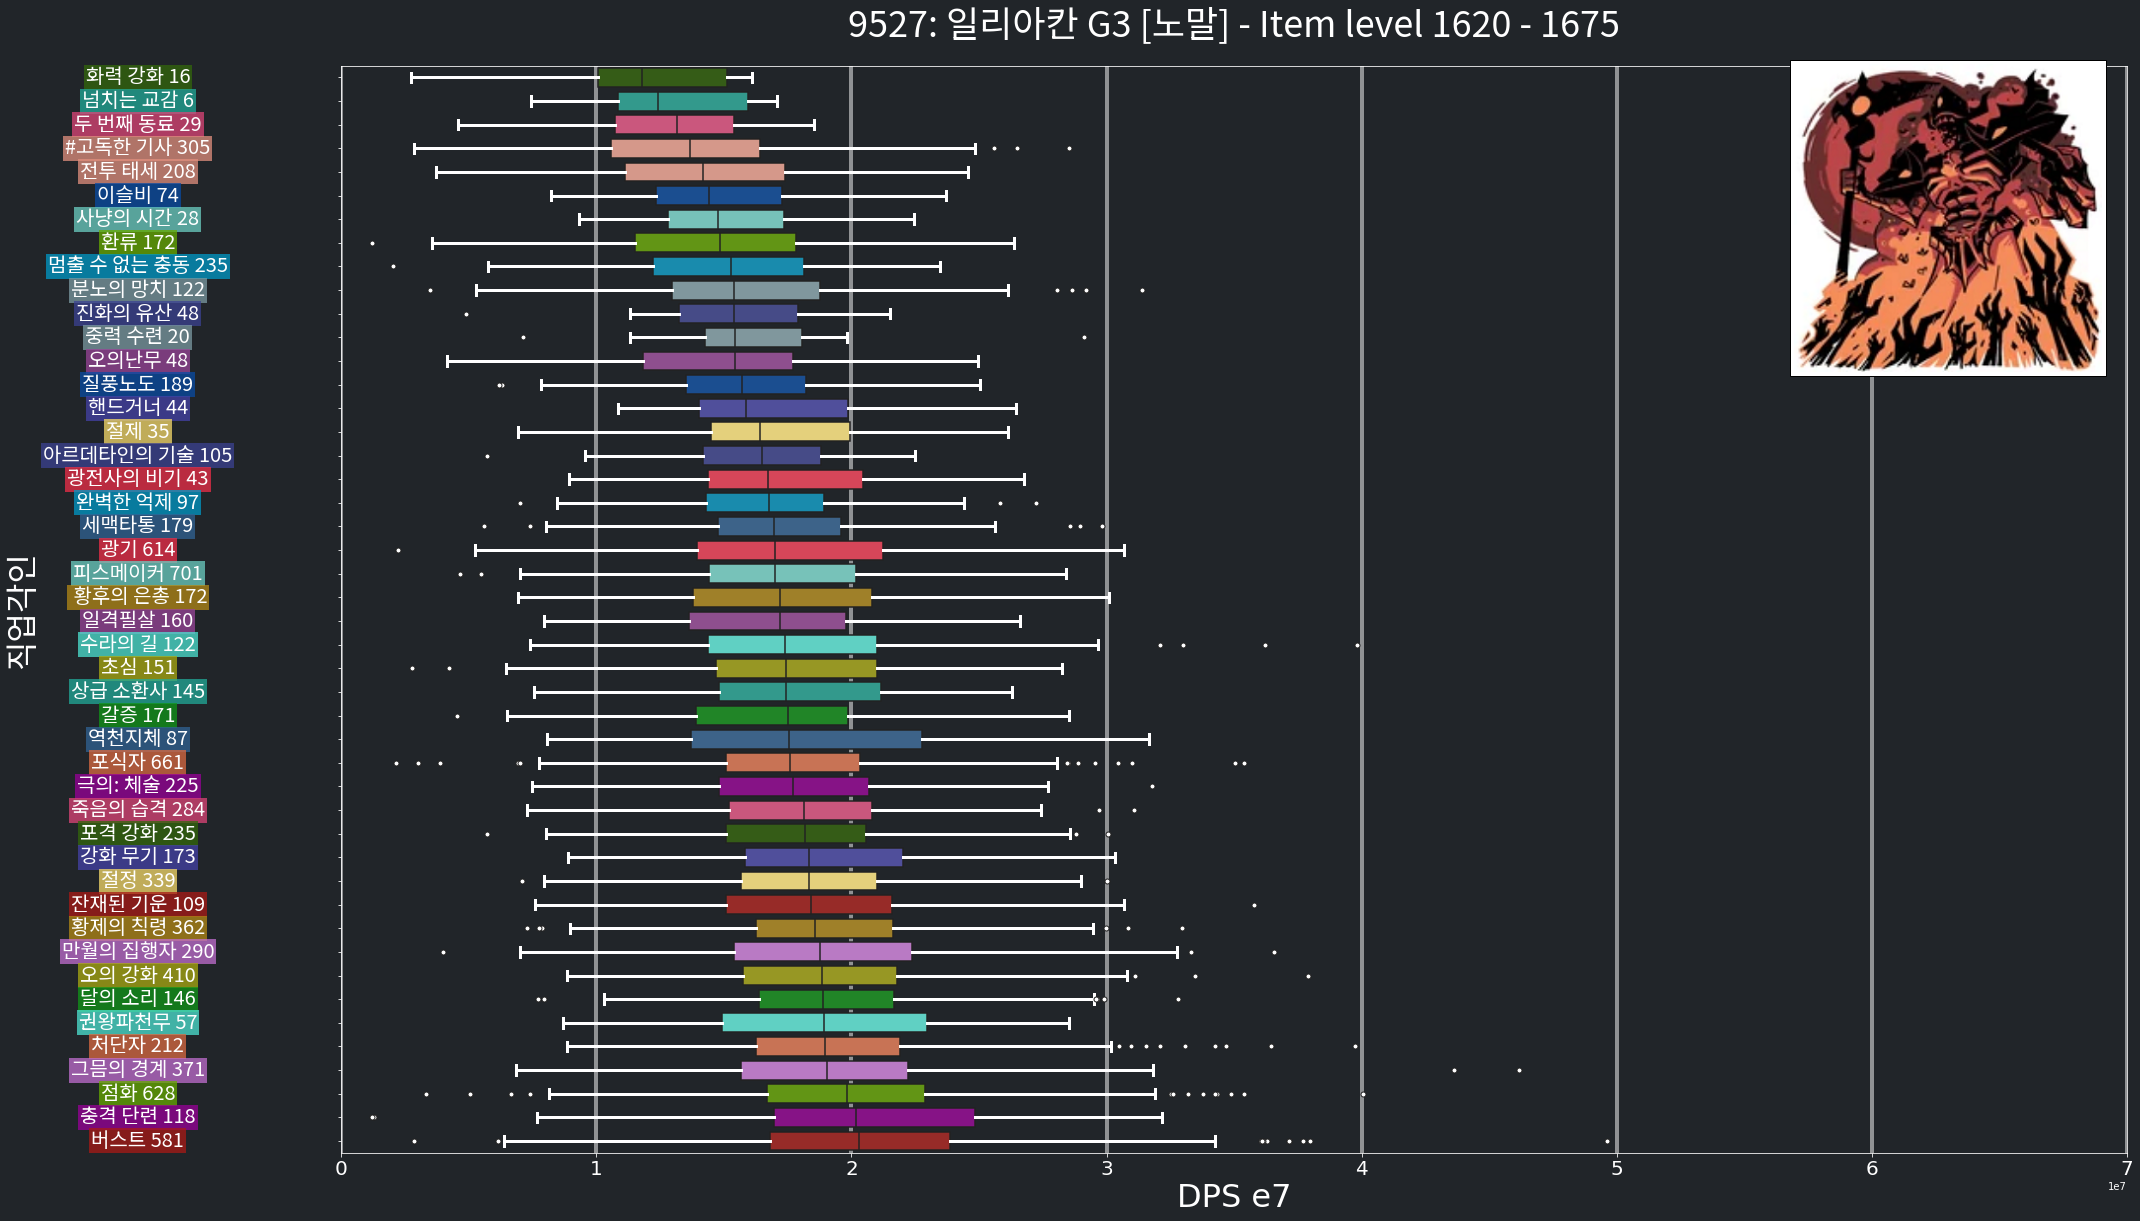 9527: 일리아칸 G3 [노말] - Item level 1620 - 1675
직업각인
화력 강화 16
넘치는 교감 6
두 번째 동료 29
#고독한 기사 305
전투 태세 208
이슬비 74
사냥의 시간 28
환류 172
멈출 수 없는 충동 235
분노의 망치 122
진화의 유산 48
중력 수련 20
오의난무 48
질풍노도 189
핸드거너 44
절제 35
아르데타인의 기술 105
광전사의 비기 43
완벽한 억제 97
세맥타통 179
광기 614
피스메이커 701
황후의 은총 172
일격필살 160
수라의 길 122
초심 151
상급 소환사 145
갈증 171
역천지체 87
포식자 661
극의: 체술 225
죽음의 습격 284
포격 강화 235
강화 무기 173
절정 339
잔재된 기운 109
황제의 칙령 362
만월의 집행자 290
오의 강화 410
달의 소리 146
권왕파천무 57
처단자 212
그믐의 경계 371
점화 628
충격 단련 118
버스트 581
0 1 2 3 4 5 6 7
DPS e7
1e7